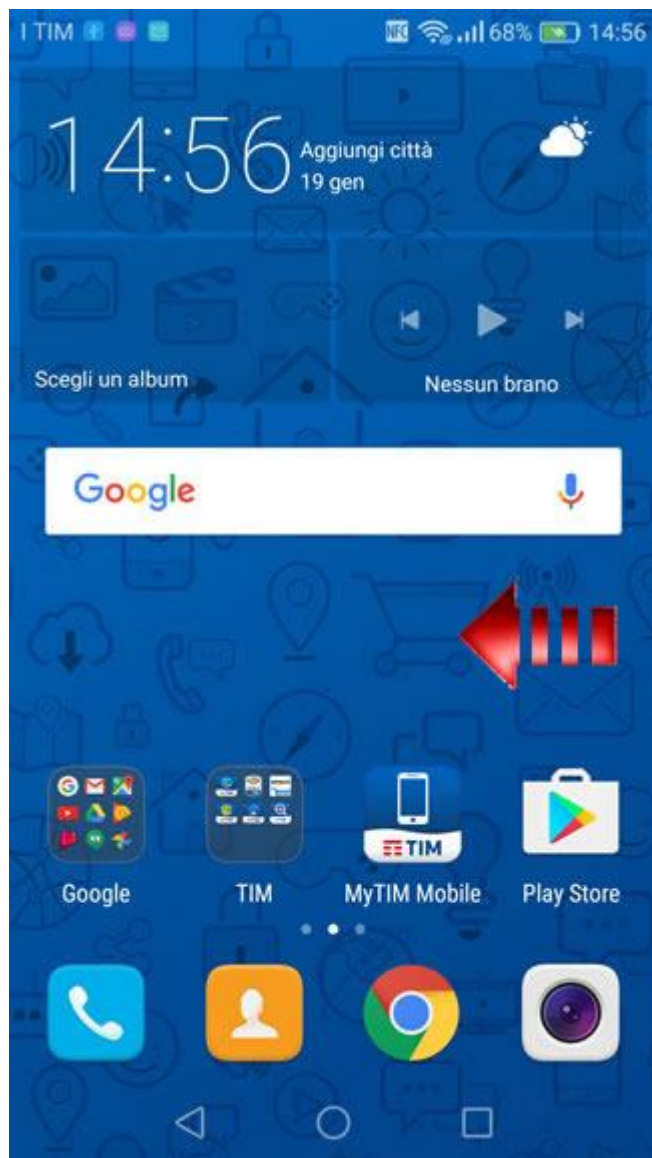 I TIM NFC 68% 14:56
14:56
Aggiungi città
19 gen
Scegli un album
Nessun brano
Google
TIM
Google
TIM
MyTIM Mobile
Play Store